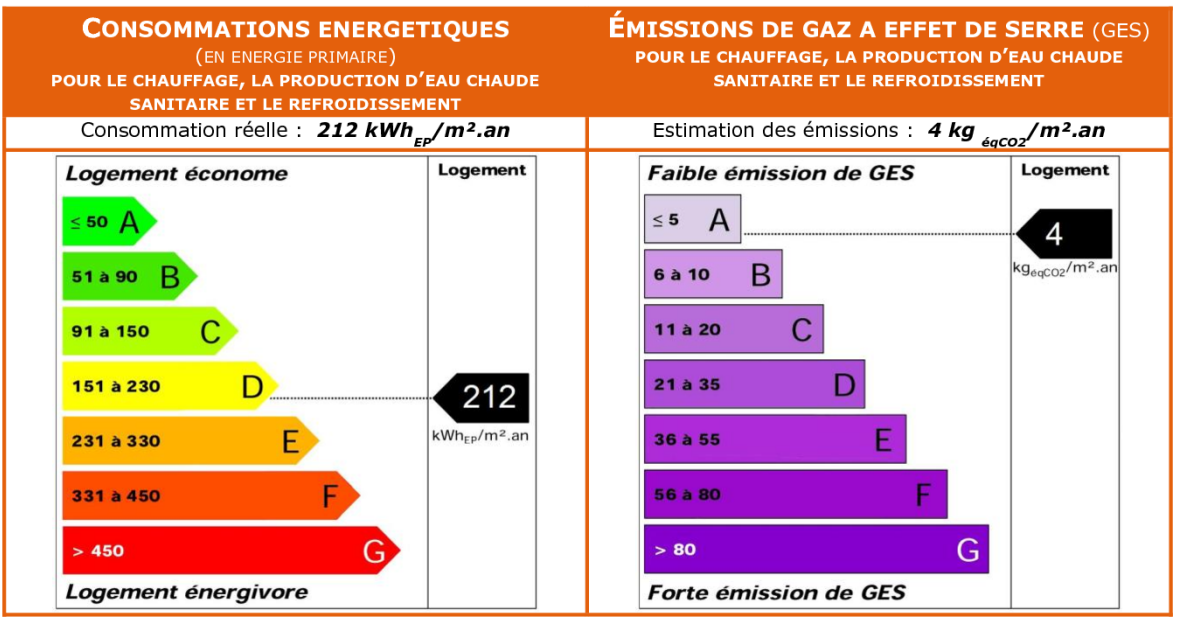 CONSOMMATIONS ENERGETIQUES
(EN ENERGIE PRIMAIRE)
POUR LE CHAUFFAGE, LA PRODUCTION D'EAU CHAUDE
SANITAIRE ET LE REFROIDISSEMENT
Consommation réelle : 212 kWhEP/m².an
Logement économe
Logement
≤ 50 A
51 à 90 B
91 à 150 C
151 à 230 D
212
kWhEP/m².an
231 à 330 E
331 à 450 F
> 450 G
Logement énergivore
ÉMISSIONS DE GAZ A EFFET DE SERRE (GES)
POUR LE CHAUFFAGE, LA PRODUCTION D'EAU CHAUDE
SANITAIRE ET LE REFROIDISSEMENT
Estimation des émissions : 4 kg éqCO2/m².an
Faible émission de GES
Logement
≤ 5 A
4
kgéqCO2/m².an
6 à 10 B
11 à 20 C
21 à 35 D
36 à 55 E
56 à 80 F
> 80 G
Forte émission de GES